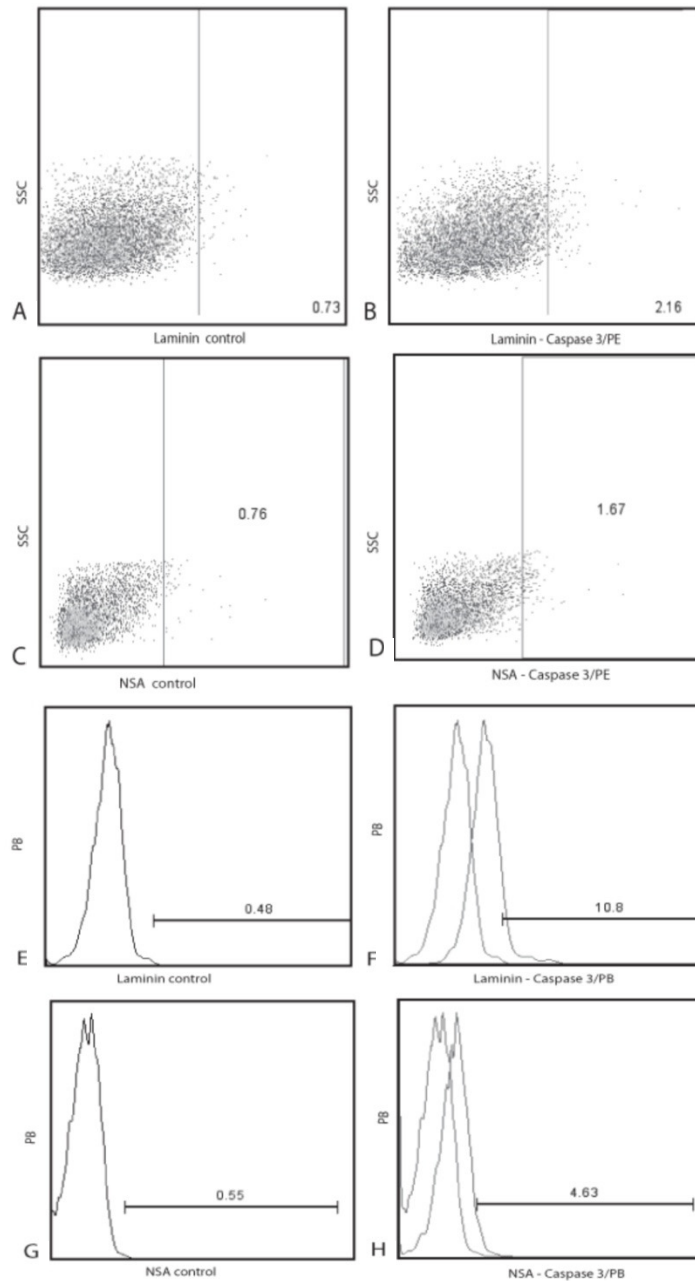 SSC
SSC
A
0.73
B
2.16
Laminin control
Laminin - Caspase 3/PE
SSC
SSC
0.76
1.67
C
D
NSA control
NSA - Caspase 3/PE
PB
PB
0.48
10.8
E
F
Laminin control
Laminin - Caspase 3/PB
PB
PB
0.55
4.63
G
H
NSA control
NSA - Caspase 3/PB